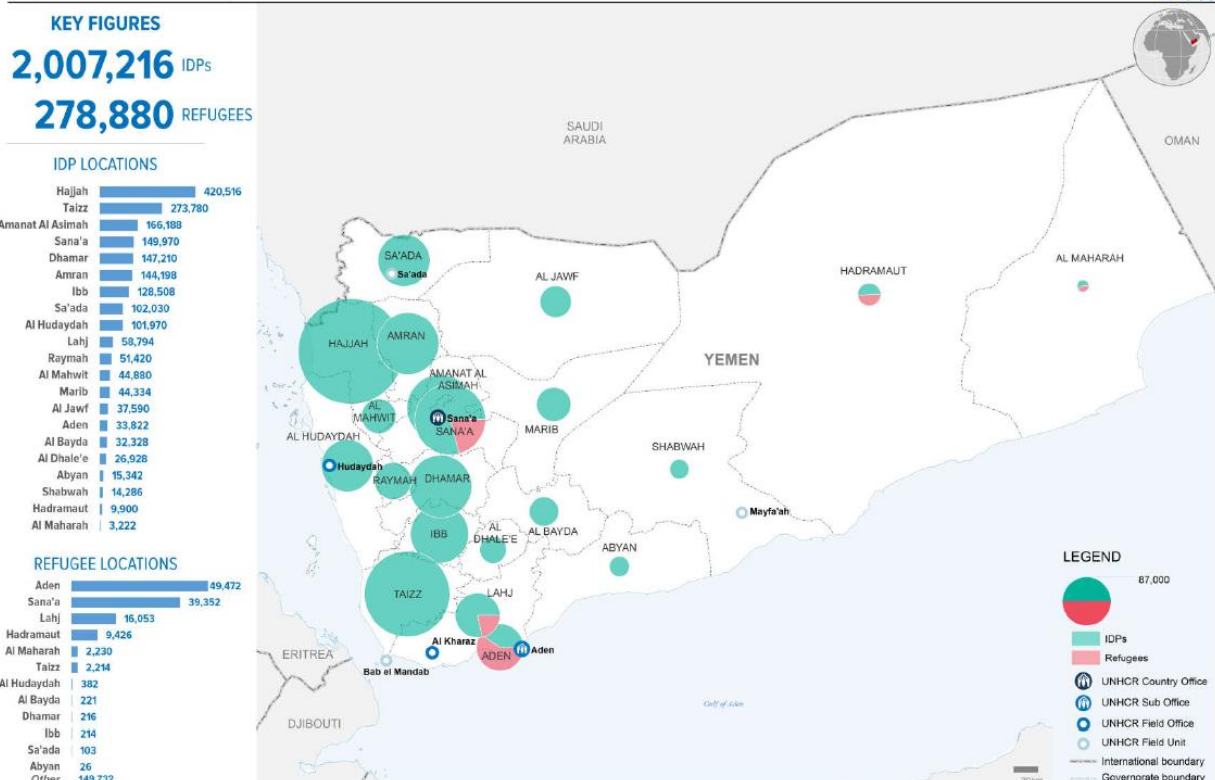 KEY FIGURES
2,007,216 IDPs
278,880 REFUGEES
IDP LOCATIONS
Hajjah 420,516
Taizz 273,780
Amanat Al Asimah 166,188
Sana'a 149,970
Dhamar 147,210
Amran 144,198
Ibb 128,508
Sa'ada 102,030
Al Hudaydah 101,970
Lahj 58,794
Raymah 51,420
Al Mahwit 44,880
Marib 44,334
Al Jawf 37,590
Aden 33,822
Al Bayda 32,328
Al Dhale'e 26,928
Abyan 15,342
Shabwah 14,286
Hadramaut 9,900
Al Maharah 3,222
REFUGEE LOCATIONS
Aden 49,472
Sana'a 39,352
Lahj 16,053
Hadramaut 9,426
Al Maharah 2,230
Taizz 2,214
Al Hudaydah 382
Al Bayda 221
Dhamar 216
Ibb 214
Sa'ada 103
Abyan 26
Other 149,732
SAUDI
ARABIA
OMAN
SA'ADA
Sa'ada
AL JAWF
HADRAMAUT
AL MAHARAH
HAJJAH
AMRAN
YEMEN
AMANAT AL
ASIMAH
AL
MAHWIT
Sana'a
SANA'A
MARIB
AL HUDAYDAH
Hudaydah
RAYMAH
DHAMAR
SHABWAH
Mayfa'ah
IBB
AL
DHALE'E
AL BAYDA
ABYAN
TAIZZ
LAHJ
Al Kharaz
ADEN
Aden
Bab el Mandab
ERITREA
DJIBOUTI
Gulf of Aden
LEGEND
87,000
IDPs
Refugees
UNHCR Country Office
UNHCR Sub Office
UNHCR Field Office
UNHCR Field Unit
International boundary
Governorate boundary